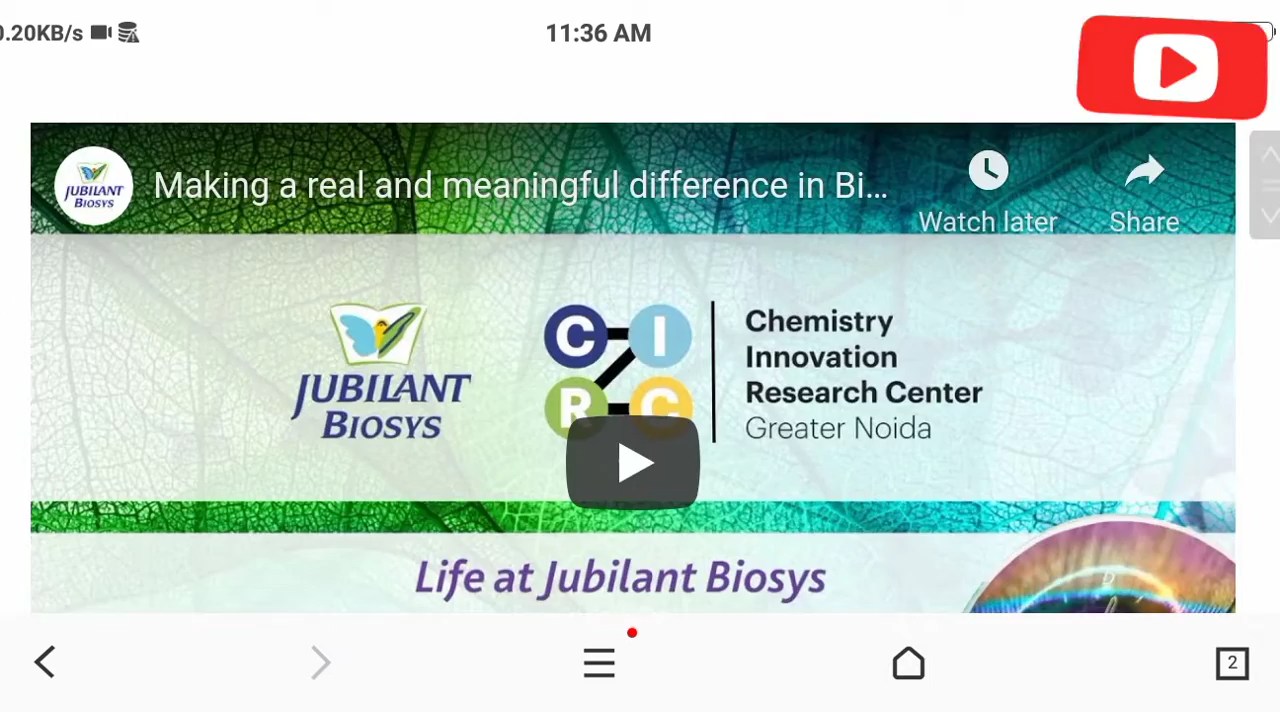 0.20KB/s
11:36 AM
JUBILANT
BIOSYS
Making a real and meaningful difference in Bi...
Watch later
Share
JUBILANT
BIOSYS
C I
R C
Chemistry
Innovation
Research Center
Greater Noida
Life at Jubilant Biosys
2